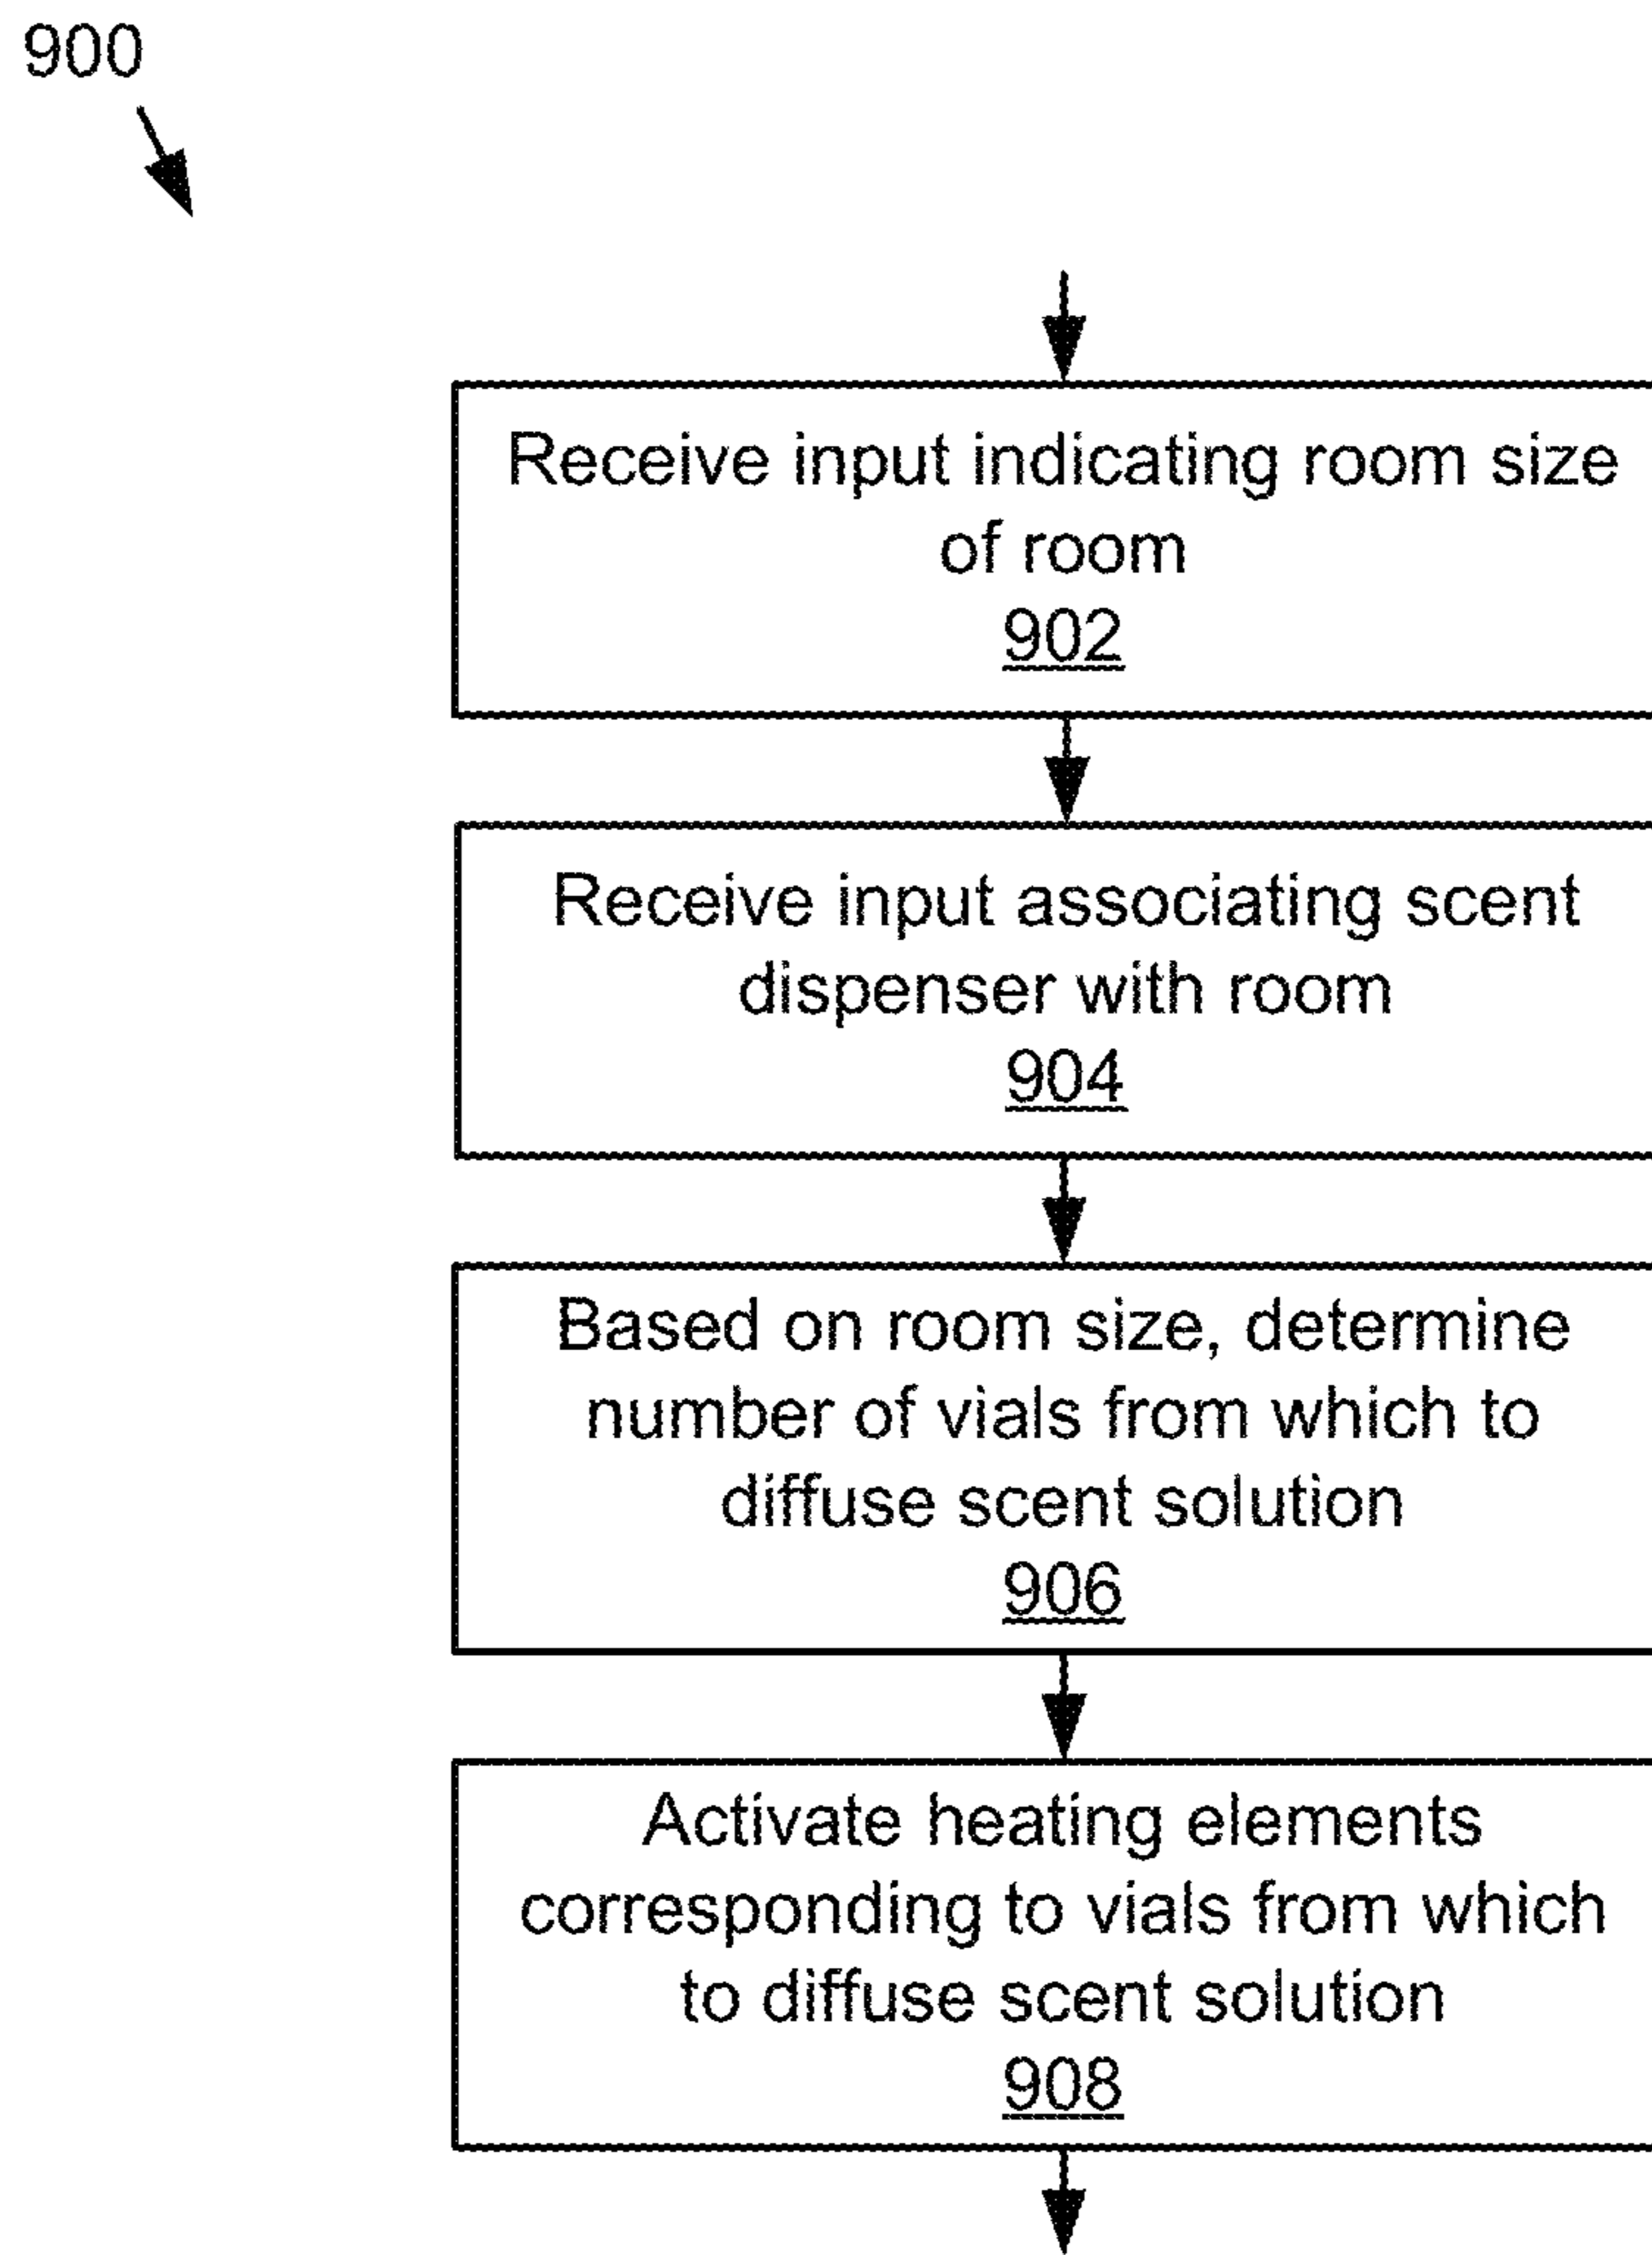 900
Receive input indicating room size
of room
902
Receive input associating scent
dispenser with room
904
Based on room size, determine
number of vials from which to
diffuse scent solution
906
Activate heating elements
corresponding to vials from which
to diffuse scent solution
908